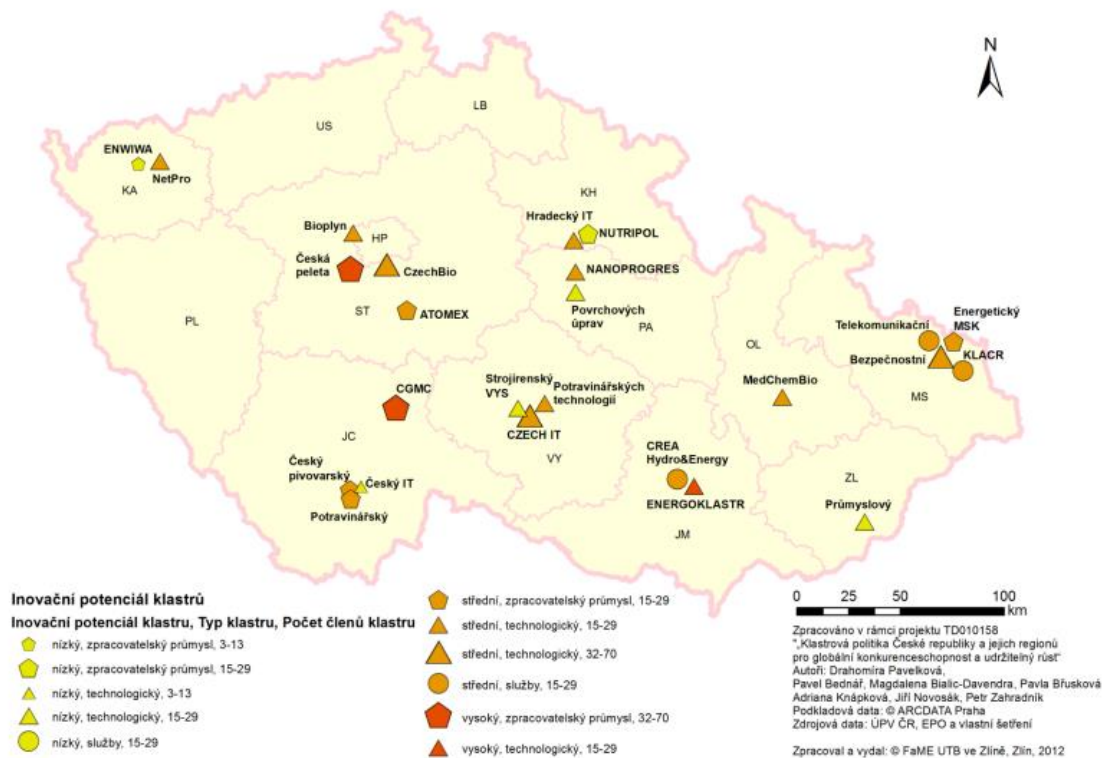 N
LB
US
ENWIWA
NetPro
KA
KH
Hradecký IT
NUTRIPOL
Bioplyn
HP
Česká
peleta
CzechBio
NANOPROGRES
ATOMEX
ST
Povrchových
úprav
PA
PL
OL
Telekomunikační
Energetický
MSK
Bezpečnostní
KLACR
MedChemBio
MS
CGMC
Strojírenský
VYS
Potravinářských
technologií
CZECH IT
VY
JC
Český
pivovarský
Český IT
Potravinářský
CREA
Hydro&Energy
ENERGOKLASTR
JM
ZL
Průmyslový
Inovační potenciál klastrů
Inovační potenciál klastru, Typ klastru, Počet členů klastru
nízký, zpracovatelský průmysl, 3-13
nízký, zpracovatelský průmysl, 15-29
nízký, technologický, 3-13
nízký, technologický, 15-29
nízký, služby, 15-29
střední, zpracovatelský průmysl, 15-29
střední, technologický, 15-29
střední, technologický, 32-70
střední, služby, 15-29
vysoký, zpracovatelský průmysl, 32-70
vysoký, technologický, 15-29
0 25 50 100
km
Zpracováno v rámci projektu TD010158
"„Klastrová politika České republiky a jejich regionů
pro globální konkurenceschopnost a udržitelný růst"
Autoři: Drahomíra Pavelková,
Pavel Bednář, Magdalena Bialic-Davendra, Pavla Břusková
Adriana Knápková, Jiří Novosák, Petr Zahradník
Podkladová data: © ARCDATA Praha
Zdrojová data: ÚPV ČR, EPO a vlastní šetření
Zpracoval a vydal: © FaME UTB ve Zlíně, Zlín, 2012